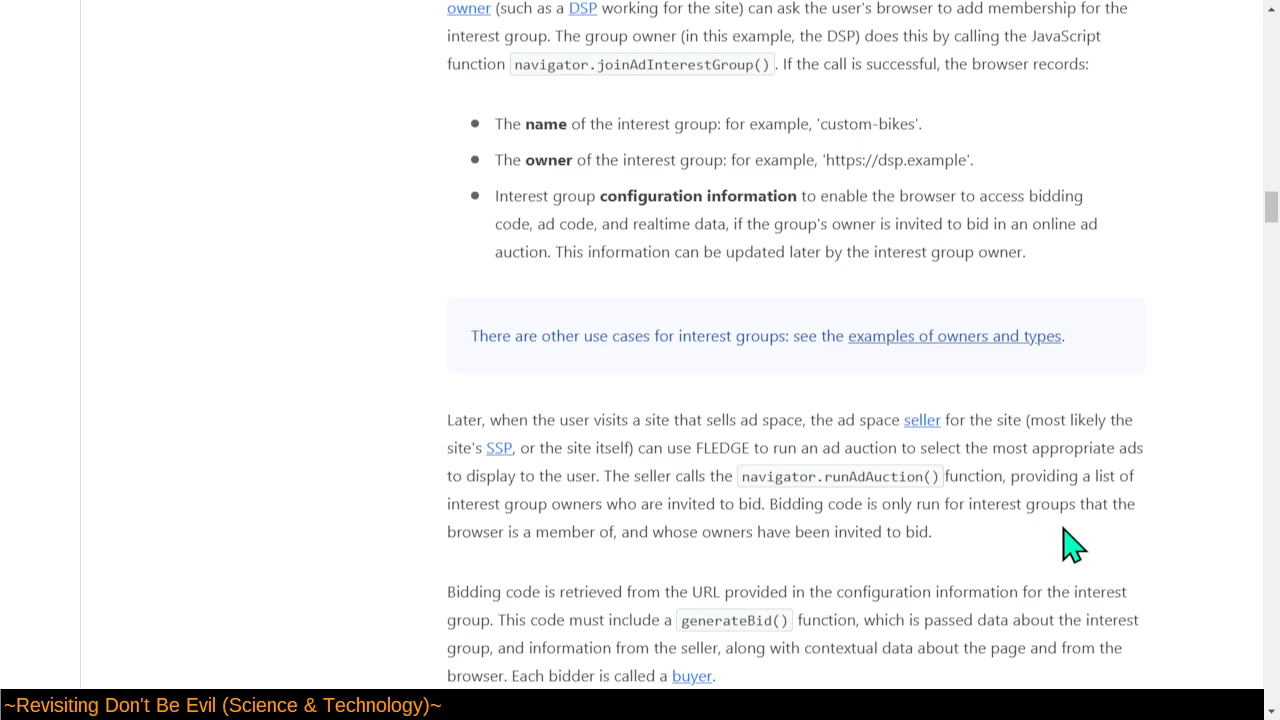 owner (such as a DSP working for the site) can ask the user's browser to add membership for the
interest group. The group owner (in this example, the DSP) does this by calling the JavaScript
function navigator.joinAdInterestGroup(). If the call is successful, the browser records:
● The name of the interest group: for example, 'custom-bikes'.
● The owner of the interest group: for example, 'https://dsp.example'.
● Interest group configuration information to enable the browser to access bidding
code, ad code, and realtime data, if the group's owner is invited to bid in an online ad
auction. This information can be updated later by the interest group owner.
There are other use cases for interest groups: see the examples of owners and types.
Later, when the user visits a site that sells ad space, the ad space seller for the site (most likely the
site's SSP, or the site itself) can use FLEDGE to run an ad auction to select the most appropriate ads
to display to the user. The seller calls the navigator.runAdAuction() function, providing a list of
interest group owners who are invited to bid. Bidding code is only run for interest groups that the
browser is a member of, and whose owners have been invited to bid.
Bidding code is retrieved from the URL provided in the configuration information for the interest
group. This code must include a generateBid() function, which is passed data about the interest
group, and information from the seller, along with contextual data about the page and from the
browser. Each bidder is called a buyer.
~Revisiting Don't Be Evil (Science & Technology)~